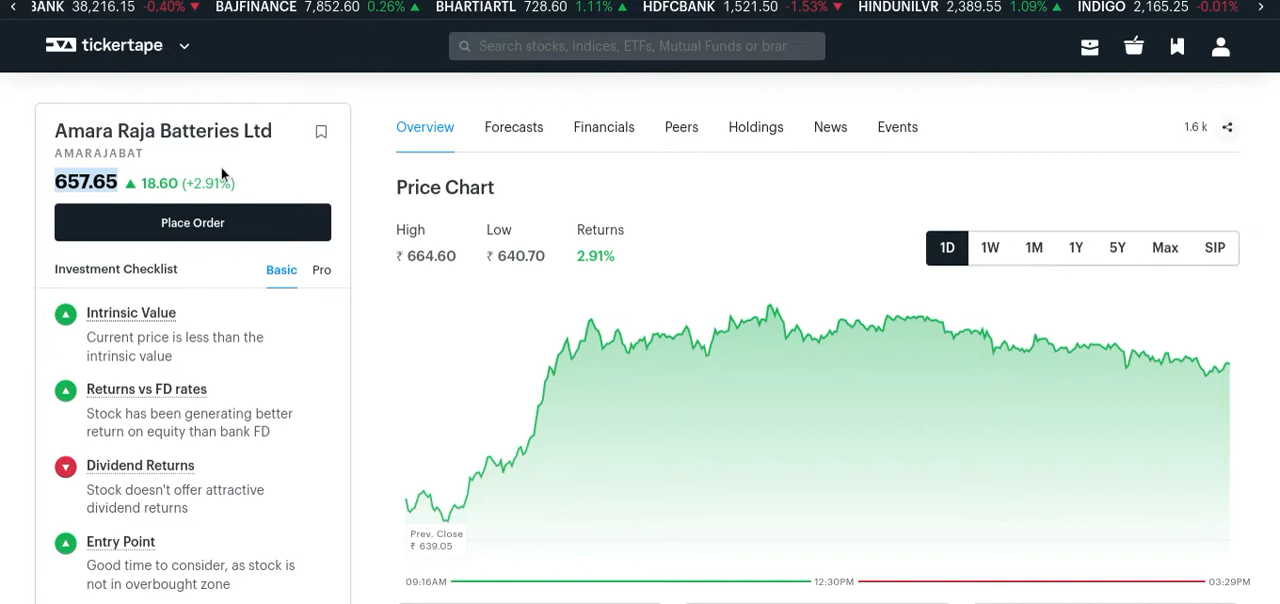 BANK 38,216.15 -0.40% BAJFINANCE 7,852.60 0.26% BHARTIARTL 728.60 1.11% HDFCBANK 1,521.50 -1.53% HINDUNILVR 2,389.55 1.09% INDIGO 2,165.25 -0.01%
tickertape
Search stocks, indices, ETFs, Mutual Funds or brar
Amara Raja Batteries Ltd
AMARAJABAT
657.65 18.60 (+2.91%)
Place Order
Investment Checklist Basic Pro
Intrinsic Value
Current price is less than the
intrinsic value
Returns vs FD rates
Stock has been generating better
return on equity than bank FD
Dividend Returns
Stock doesn't offer attractive
dividend returns
Entry Point
Good time to consider, as stock is
not in overbought zone
Overview Forecasts Financials Peers Holdings News Events 1.6 k
Price Chart
High Low Returns
₹ 664.60 ₹ 640.70 2.91%
1D 1W 1M 1Y 5Y Max SIP
Prev. Close
₹ 639.05
09:16AM 12:30PM 03:29PM